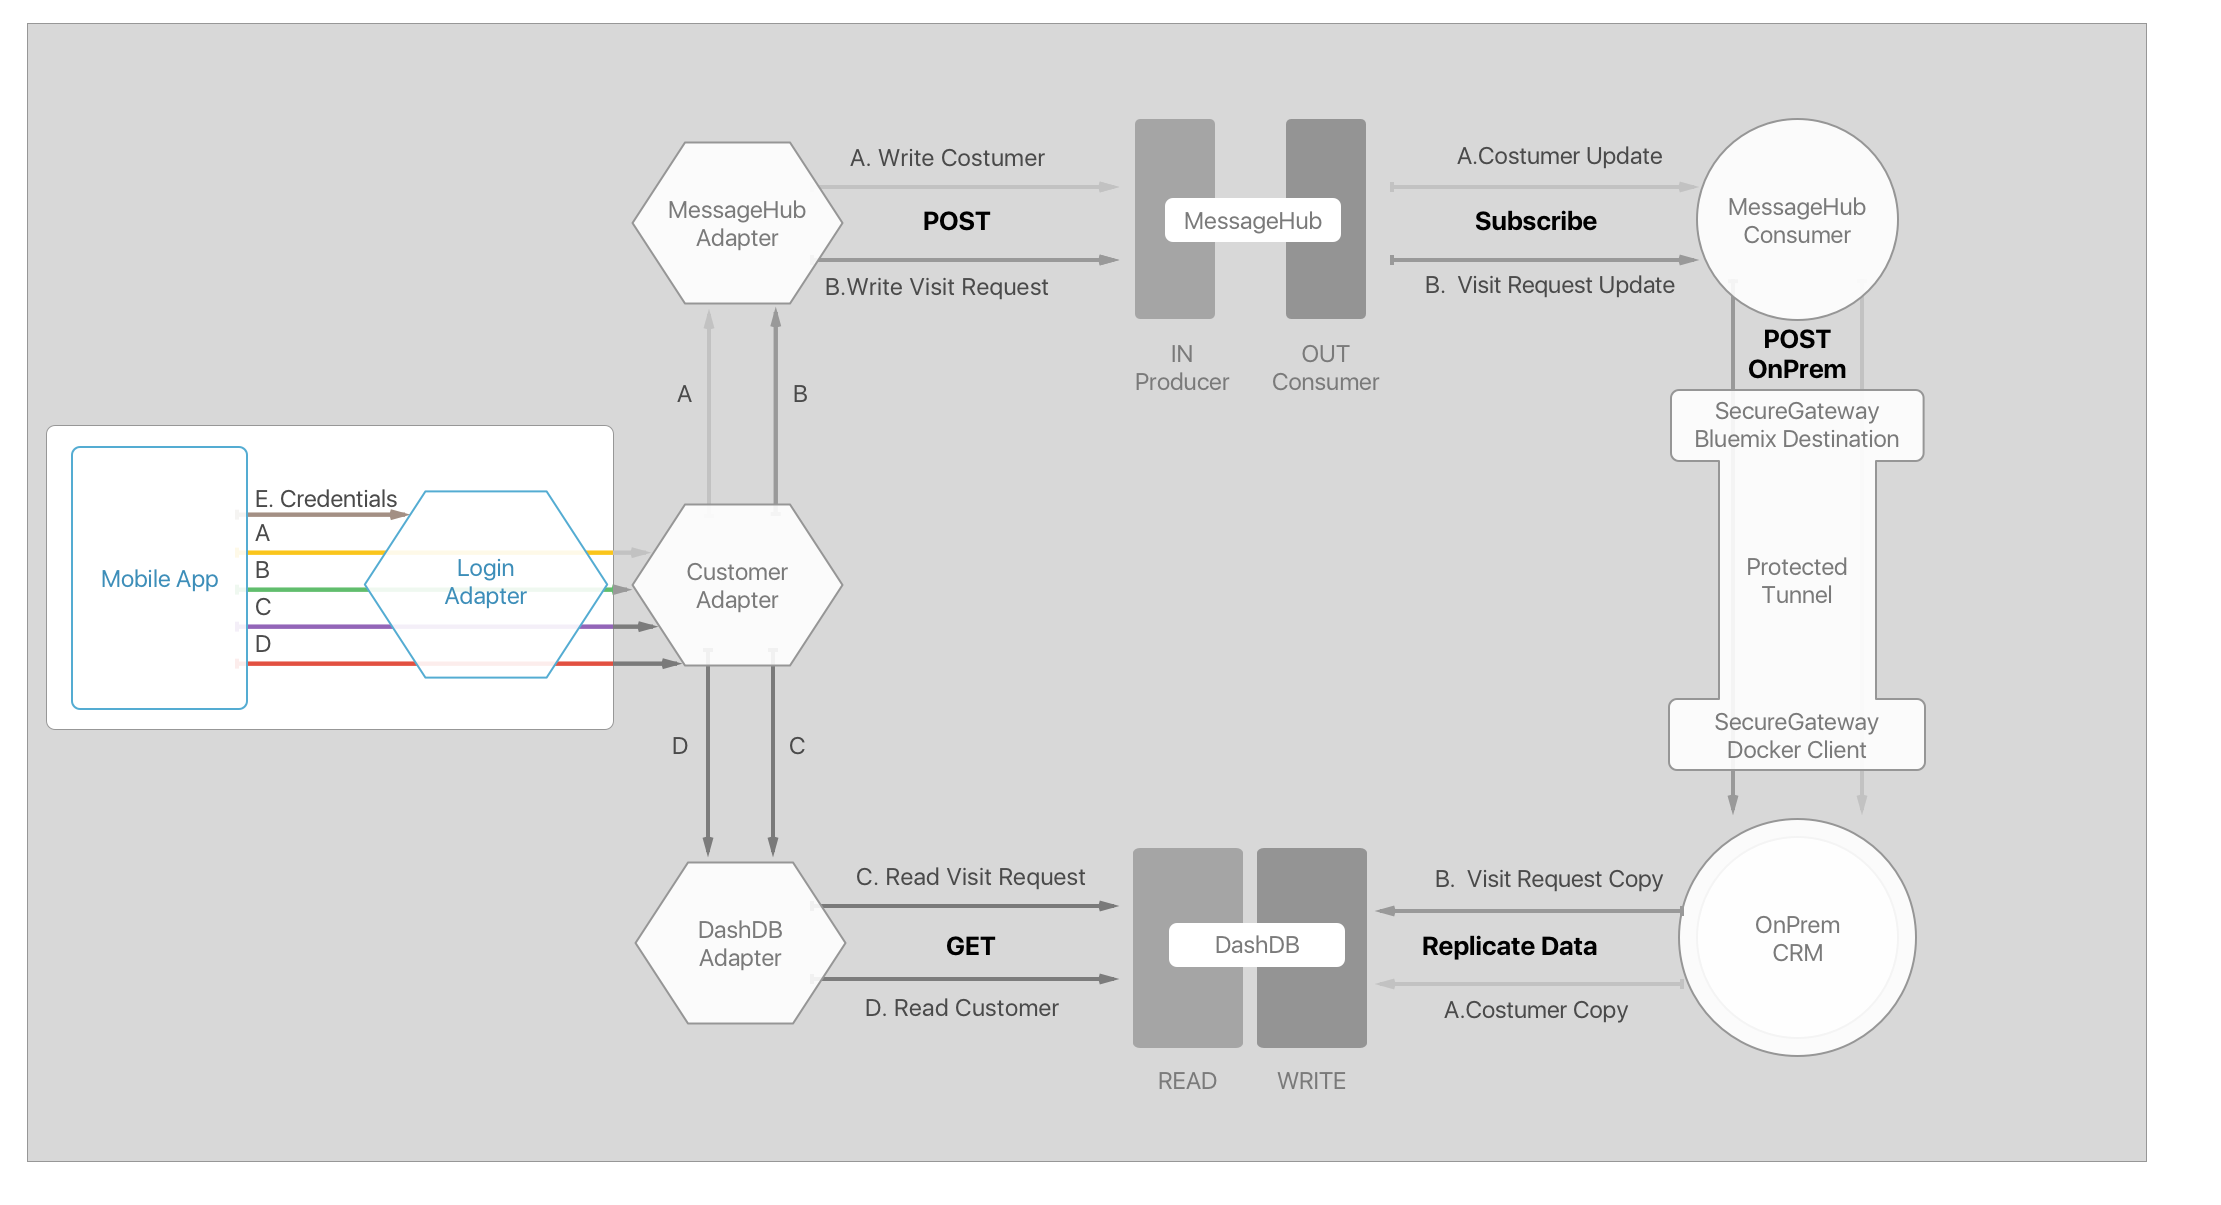 A. Write Costumer
POST
B.Write Visit Request
MessageHub
Adapter
MessageHub
IN
Producer
OUT
Consumer
A.Costumer Update
Subscribe
B.  Visit Request Update
MessageHub
Consumer
POST
OnPrem
A
B
SecureGateway
Bluemix Destination
Protected
Tunnel
SecureGateway
Docker Client
Mobile App
E. Credentials
A
B
C
D
Login
Adapter
Customer
Adapter
D
C
DashDB
Adapter
C. Read Visit Request
GET
D. Read Customer
DashDB
READ
WRITE
B.  Visit Request Copy
Replicate Data
A.Costumer Copy
OnPrem
CRM